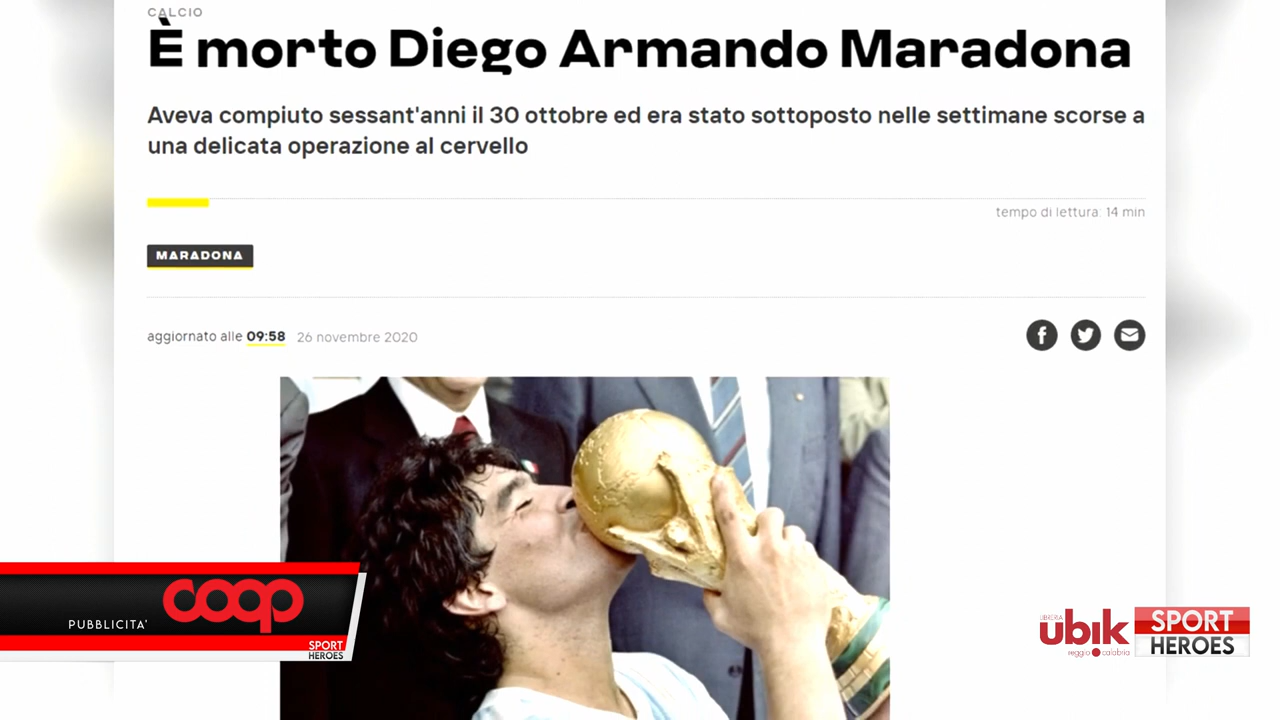 CALCIO
È morto Diego Armando Maradona
Aveva compiuto sessant'anni il 30 ottobre ed era stato sottoposto nelle settimane scorse a
una delicata operazione al cervello
tempo di lettura: 14 min
MARADONA
aggiornato alle 09:58 26 novembre 2020
PUBBLICITA' coop
SPORT
HEROES
LIBRERIA
ubik
reggio calabria
SPORT
HEROES